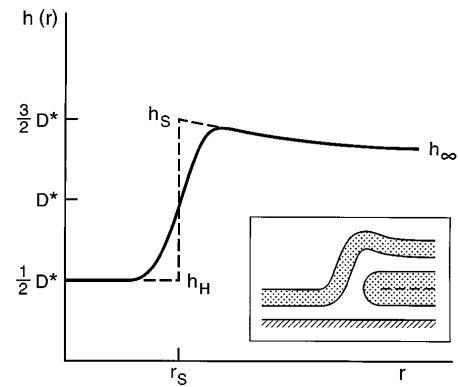 h (r)
3/2 D*
h_S
h_∞
D*
1/2 D*
h_H
r_S
r